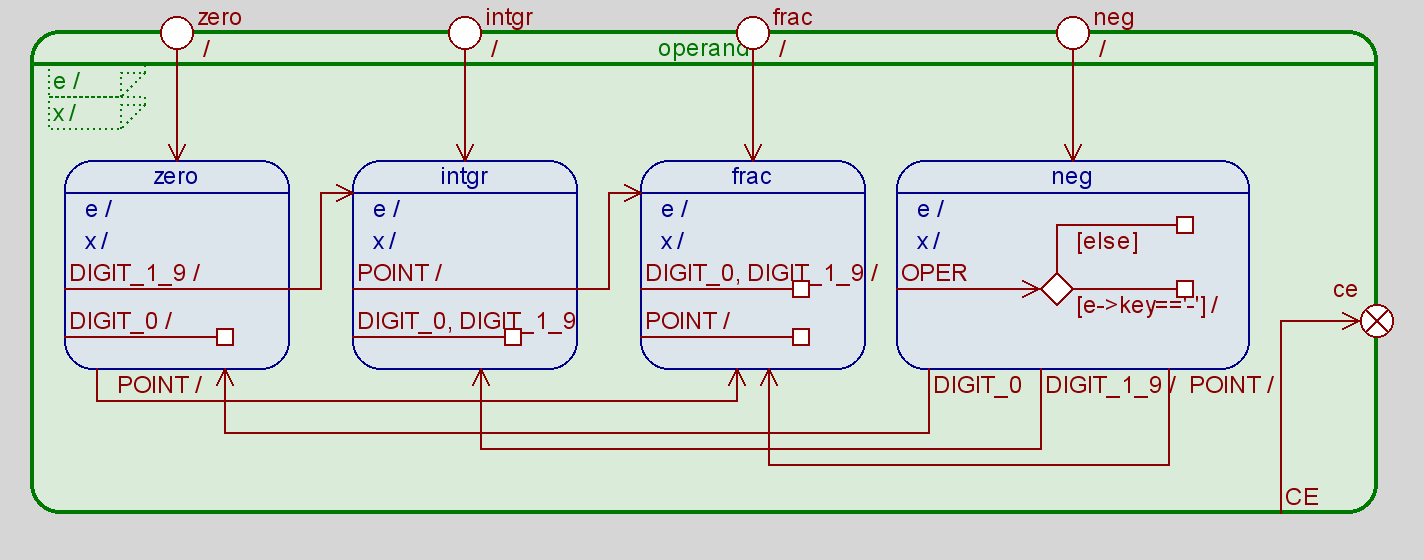 zero
intgr
frac
neg
/
/
/
/
operand
e /
x /
zero
intgr
frac
neg
e /
e /
e /
e /
x /
x /
x /
x /
[else]
DIGIT_1_9 /
POINT /
DIGIT_0, DIGIT_1_9 /
OPER
ce
[e->key=='-'] /
DIGIT_0 /
DIGIT_0, DIGIT_1_9
POINT /
POINT /
DIGIT_0
DIGIT_1_9 /
POINT /
CE